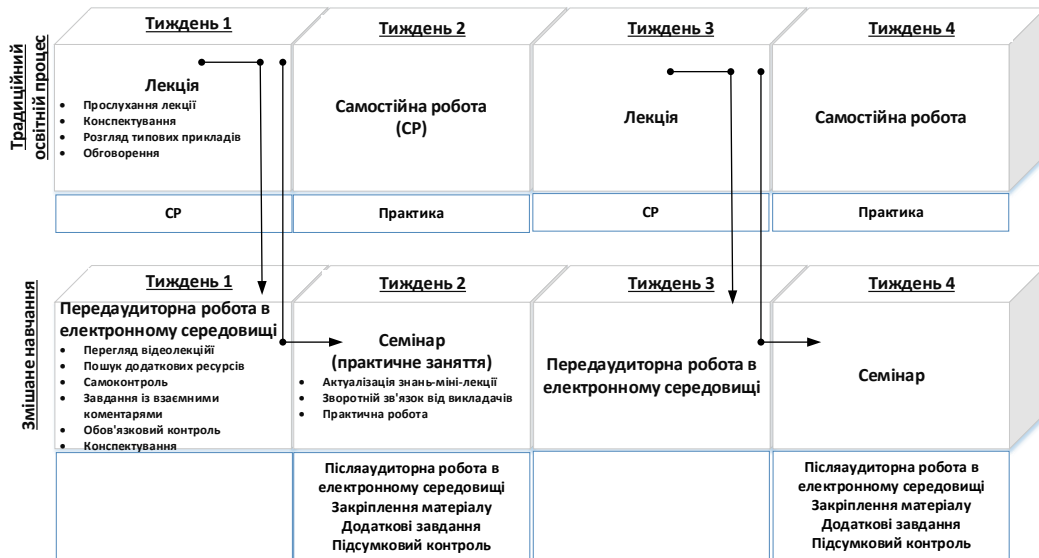 Традиційний
освітній процес
Тиждень 1
Тиждень 2
Тиждень 3
Тиждень 4
Лекція
• Прослухання лекції
• Конспектування
• Розгляд типових прикладів
• Обговорення
Самостійна робота
(СР)
Лекція
Самостійна робота
СР
Практика
СР
Практика
Змішане навчання
Тиждень 1
Тиждень 2
Тиждень 3
Тиждень 4
Передаудиторна робота в
електронному середовищі
• Перегляд відеолекційї
• Пошук додаткових ресурсів
• Самоконтроль
• Завдання із взаємними
коментарями
• Обов'язковий контроль
• Конспектування
Семінар
(практичне заняття)
• Актуалізація знань-міні-лекції
• Зворотній зв'язок від викладачів
• Практична робота
Передаудиторна робота в
електронному середовищі
Семінар
Післяаудиторна робота в
електронному середовищі
Закріплення матеріалу
Додаткові завдання
Підсумковий контроль
Післяаудиторна робота в
електронному середовищі
Закріплення матеріалу
Додаткові завдання
Підсумковий контроль